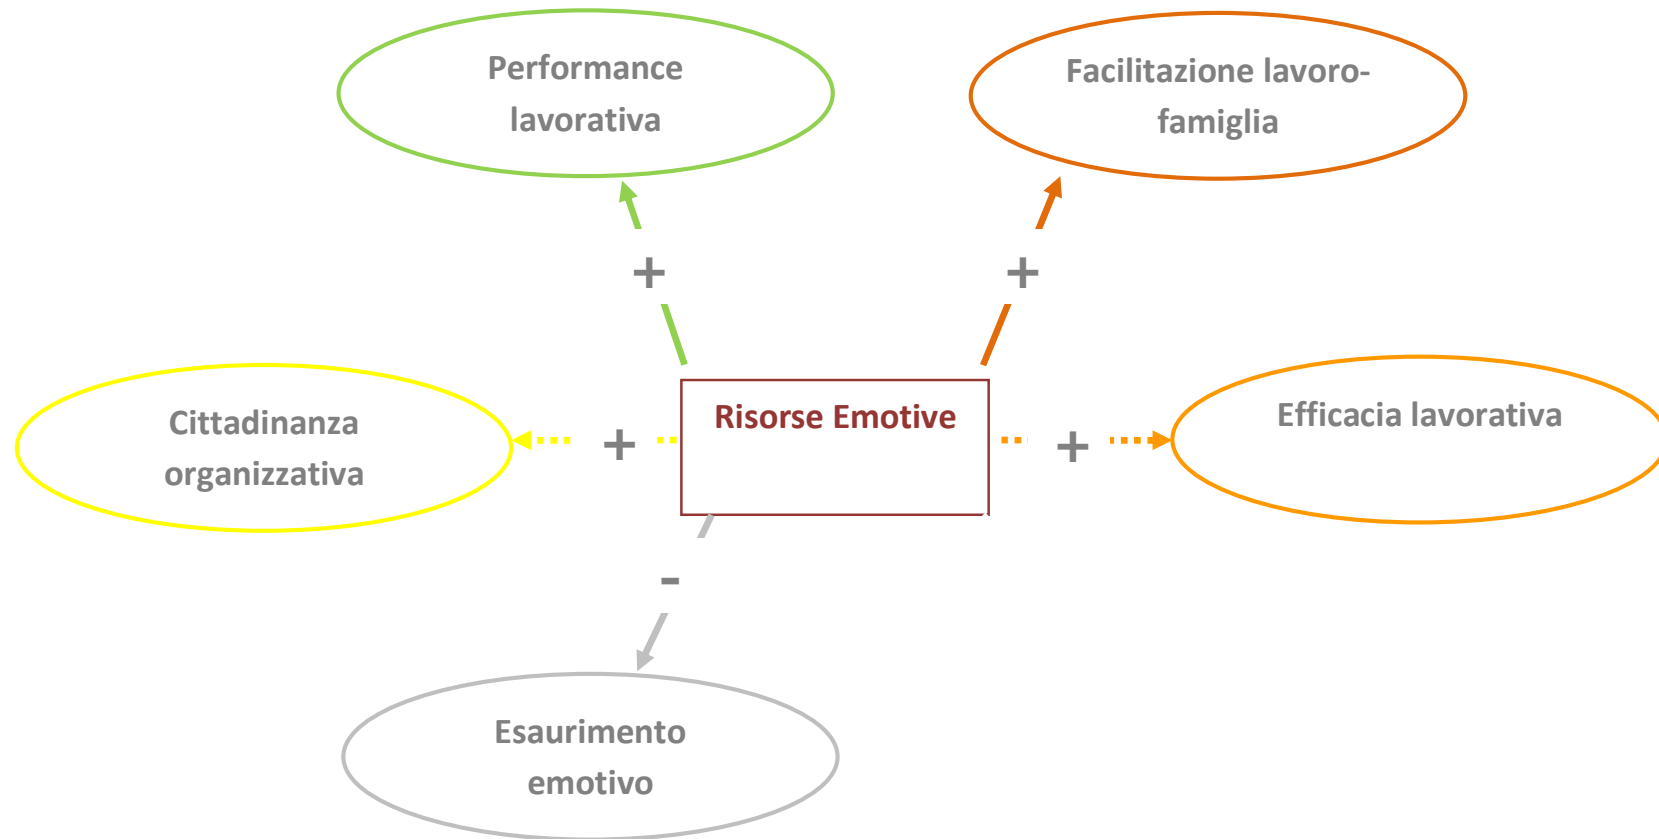 Performance
lavorativa
Facilitazione lavoro-
famiglia
+
+
Cittadinanza
organizzativa
+
Risorse Emotive
+
Efficacia lavorativa
-
Esaurimento
emotivo